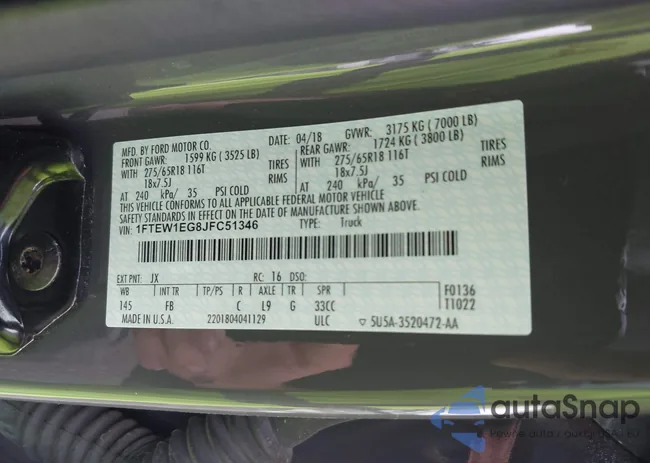 MFD. BY FORD MOTOR CO.
04/18 GVWR: 3175 KG ( 7000 LB)
FRONT GAWR: 1599 KG ( 3525 LB) REAR GAWR: 1724 KG ( 3800 LB)
WITH 275/65R18 116T TIRES WITH 275/65R18 116T TIRES
18x7.5J RIMS 18x7.5J RIMS
AT 240 kPa/ 35 PSI COLD AT 240 kPa/ 35 PSI COLD
THIS VEHICLE CONFORMS TO ALL APPLICABLE FEDERAL MOTOR VEHICLE
SAFETY STANDARDS IN EFFECT ON THE DATE OF MANUFACTURE SHOWN ABOVE.
VIN: 1FTEW1EG8JFC51346 TYPE: Truck
EXT PNT: JX RC: 16 DSO:
WB INT TR TP/PS R AXLE TR SPR F0136
145 FB C L9 G 33CC T1022
MADE IN U.S.A. 2201804041129 ULC ▽ 5U5A-3520472-AA
autaSnap